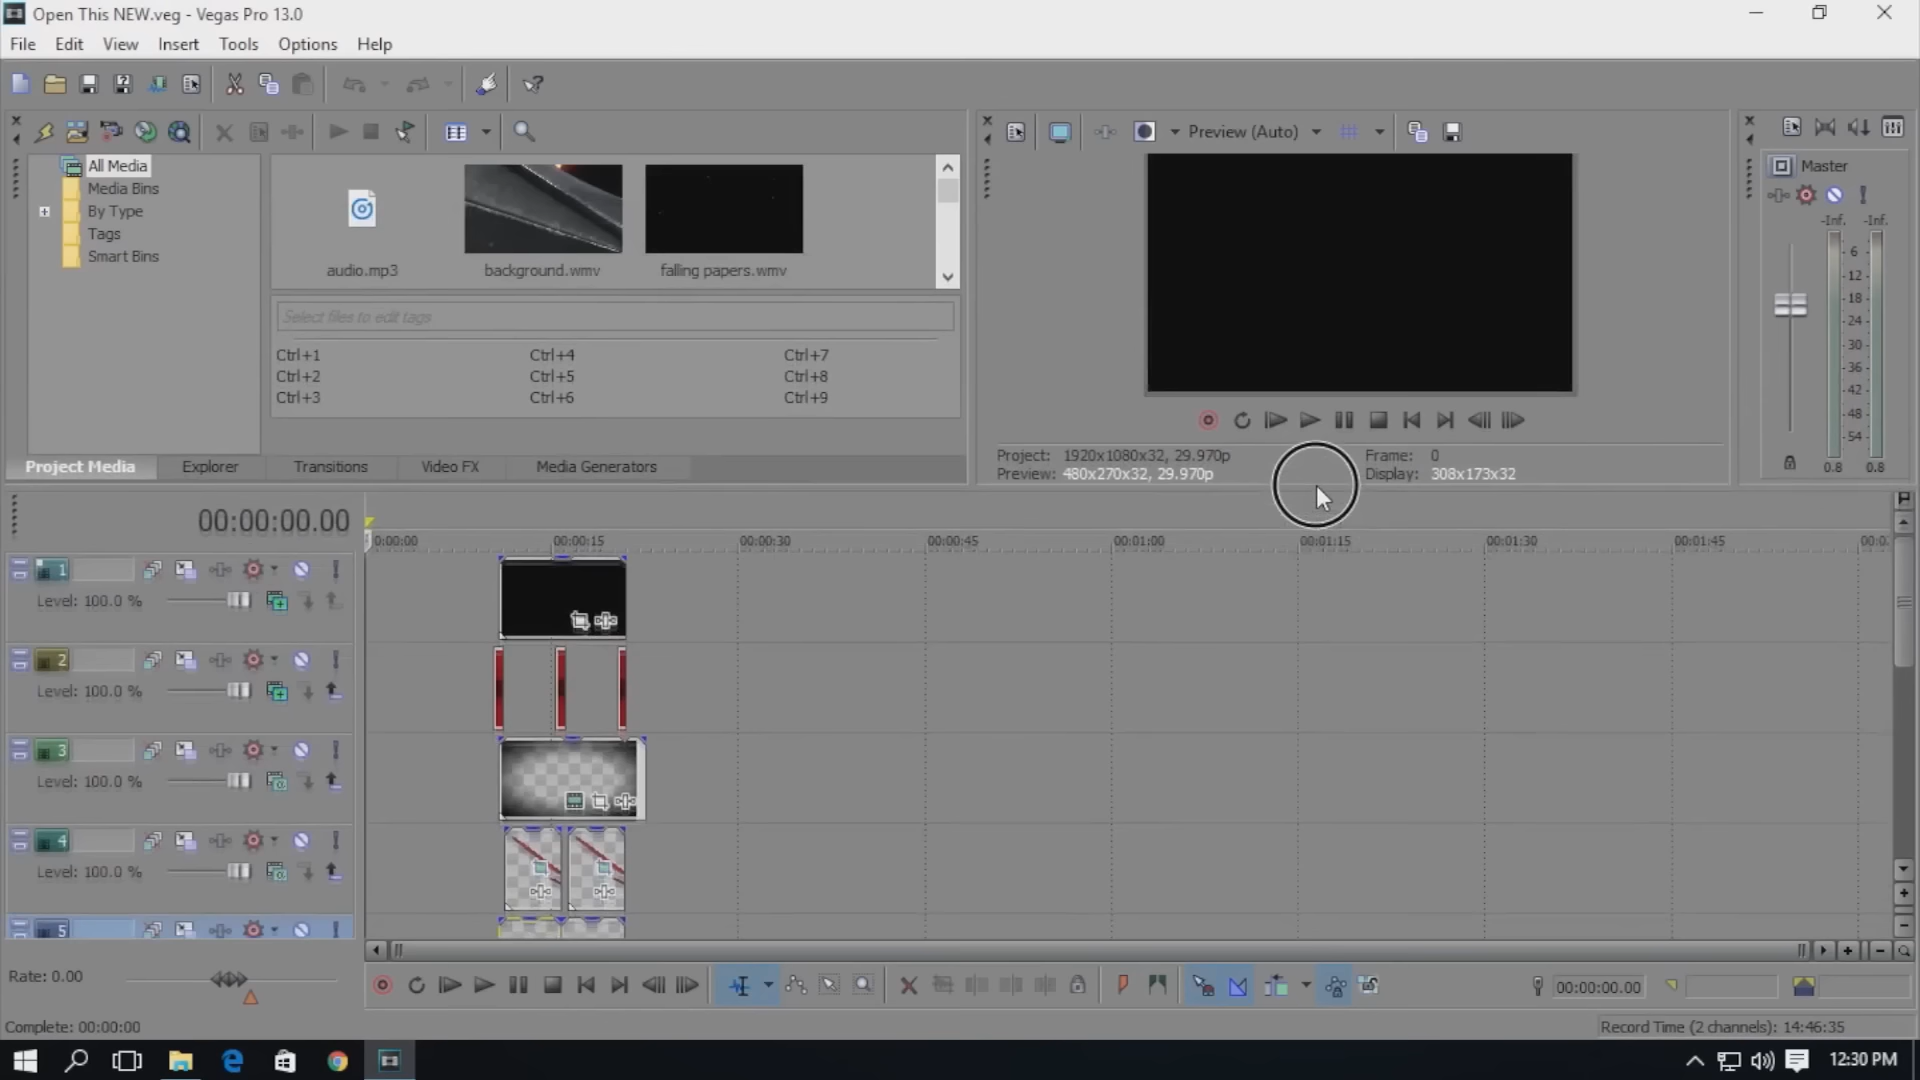 Open This NEW.veg - Vegas Pro 13.0
File Edit View Insert Tools Options Help
All Media
Media Bins
By Type
Tags
Smart Bins
audio.mp3
background.wmv
falling papers.wmv
Select files to edit tags
Ctrl+1 Ctrl+4 Ctrl+7
Ctrl+2 Ctrl+5 Ctrl+8
Ctrl+3 Ctrl+6 Ctrl+9
Project Media Explorer Transitions Video FX Media Generators
Preview (Auto)
Project: 1920x1080x32, 29.970p Frame: 0
Preview: 480x270x32, 29.970p Display: 308x173x32
Master
-Inf. -Inf.
6
12
18
24
30
36
42
48
54
0.8 0.8
00:00:00.00
0:00:00 00:00:15 00:00:30 00:00:45 00:01:00 00:01:15 00:01:30 00:01:45
1
Level: 100.0 %
2
Level: 100.0 %
3
Level: 100.0 %
4
Level: 100.0 %
5
Rate: 0.00
00:00:00.00
Complete: 00:00:00
Record Time (2 channels): 14:46:35
12:30 PM